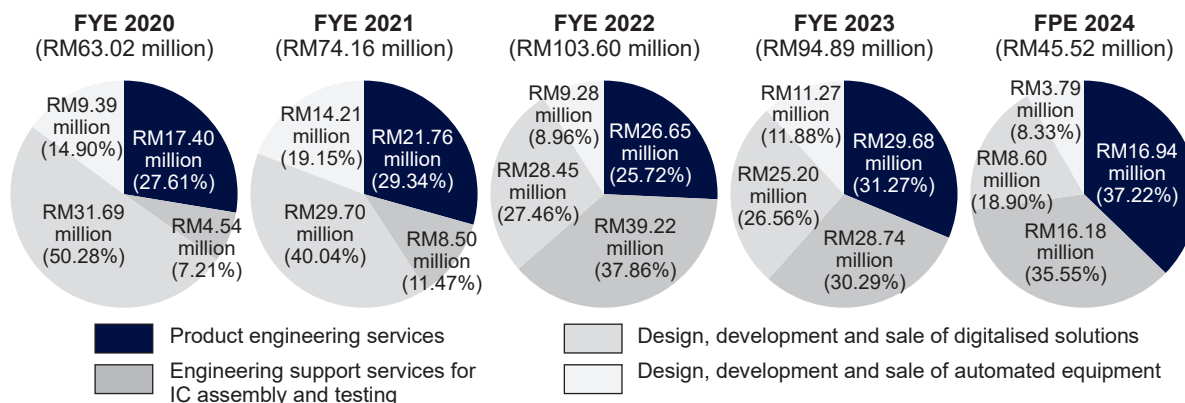 FYE 2020
(RM63.02 million)
FYE 2021
(RM74.16 million)
FYE 2022
(RM103.60 million)
FYE 2023
(RM94.89 million)
FPE 2024
(RM45.52 million)
RM9.39
million
(14.90%)
RM17.40
million
(27.61%)
RM31.69
million
(50.28%)
RM4.54
million
(7.21%)
RM14.21
million
(19.15%)
RM21.76
million
(29.34%)
RM29.70
million
(40.04%)
RM8.50
million
(11.47%)
RM9.28
million
(8.96%)
RM26.65
million
(25.72%)
RM28.45
million
(27.46%)
RM39.22
million
(37.86%)
RM11.27
million
(11.88%)
RM29.68
million
(31.27%)
RM25.20
million
(26.56%)
RM28.74
million
(30.29%)
RM3.79
million
(8.33%)
RM16.94
million
(37.22%)
RM8.60
million
(18.90%)
RM16.18
million
(35.55%)
Product engineering services
Engineering support services for
IC assembly and testing
Design, development and sale of digitalised solutions
Design, development and sale of automated equipment